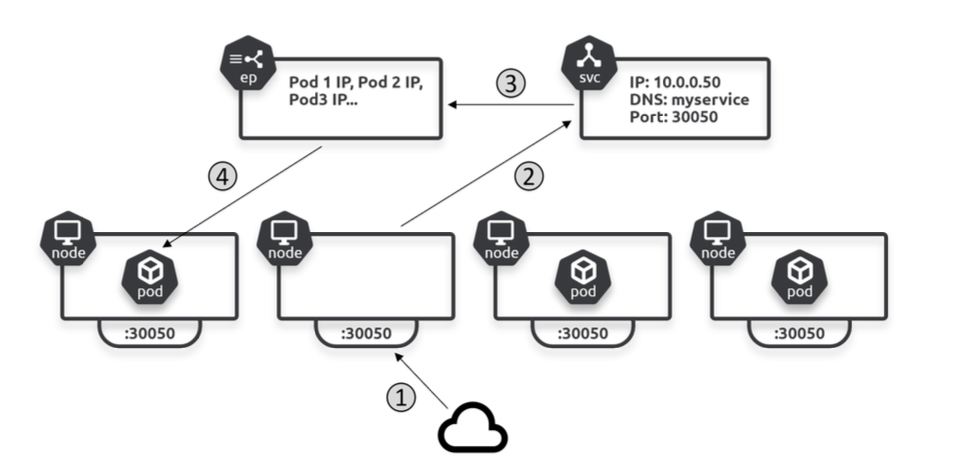 ep
Pod 1 IP, Pod 2 IP,
Pod3 IP...
3
svc
IP: 10.0.0.50
DNS: myservice
Port: 30050
4
2
node
pod
:30050
node
:30050
node
pod
:30050
node
pod
:30050
1